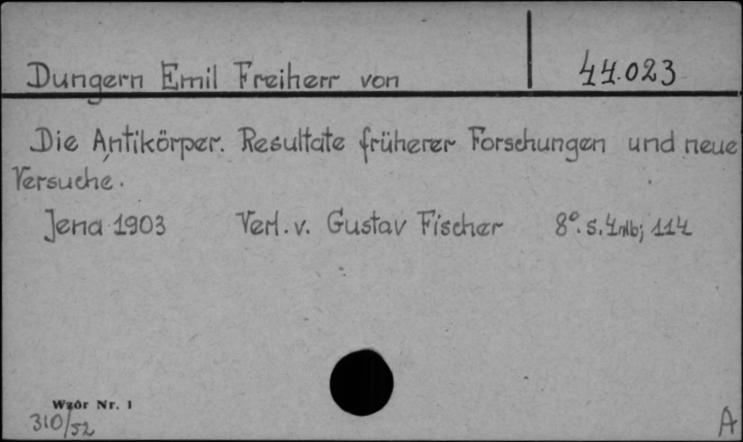 Dungern Emil Freiherr von
44.023
Die Antikörper. Resultate früherer Forschungen und neue
Versuche.
Jena 1903 Verl. v. Gustav Fischer 8°. S. 4nlb; 114
Wzór Nr. 1
310/52
A